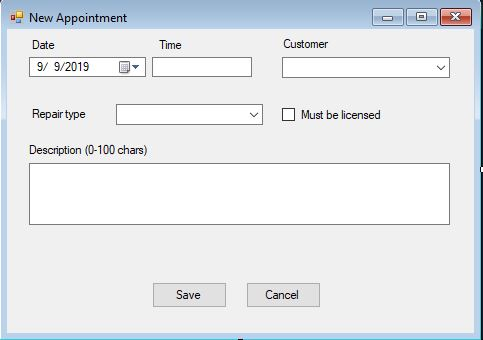 New Appointment
Date Time Customer
9/ 9/2019
Repair type Must be licensed
Description (0-100 chars)
Save Cancel